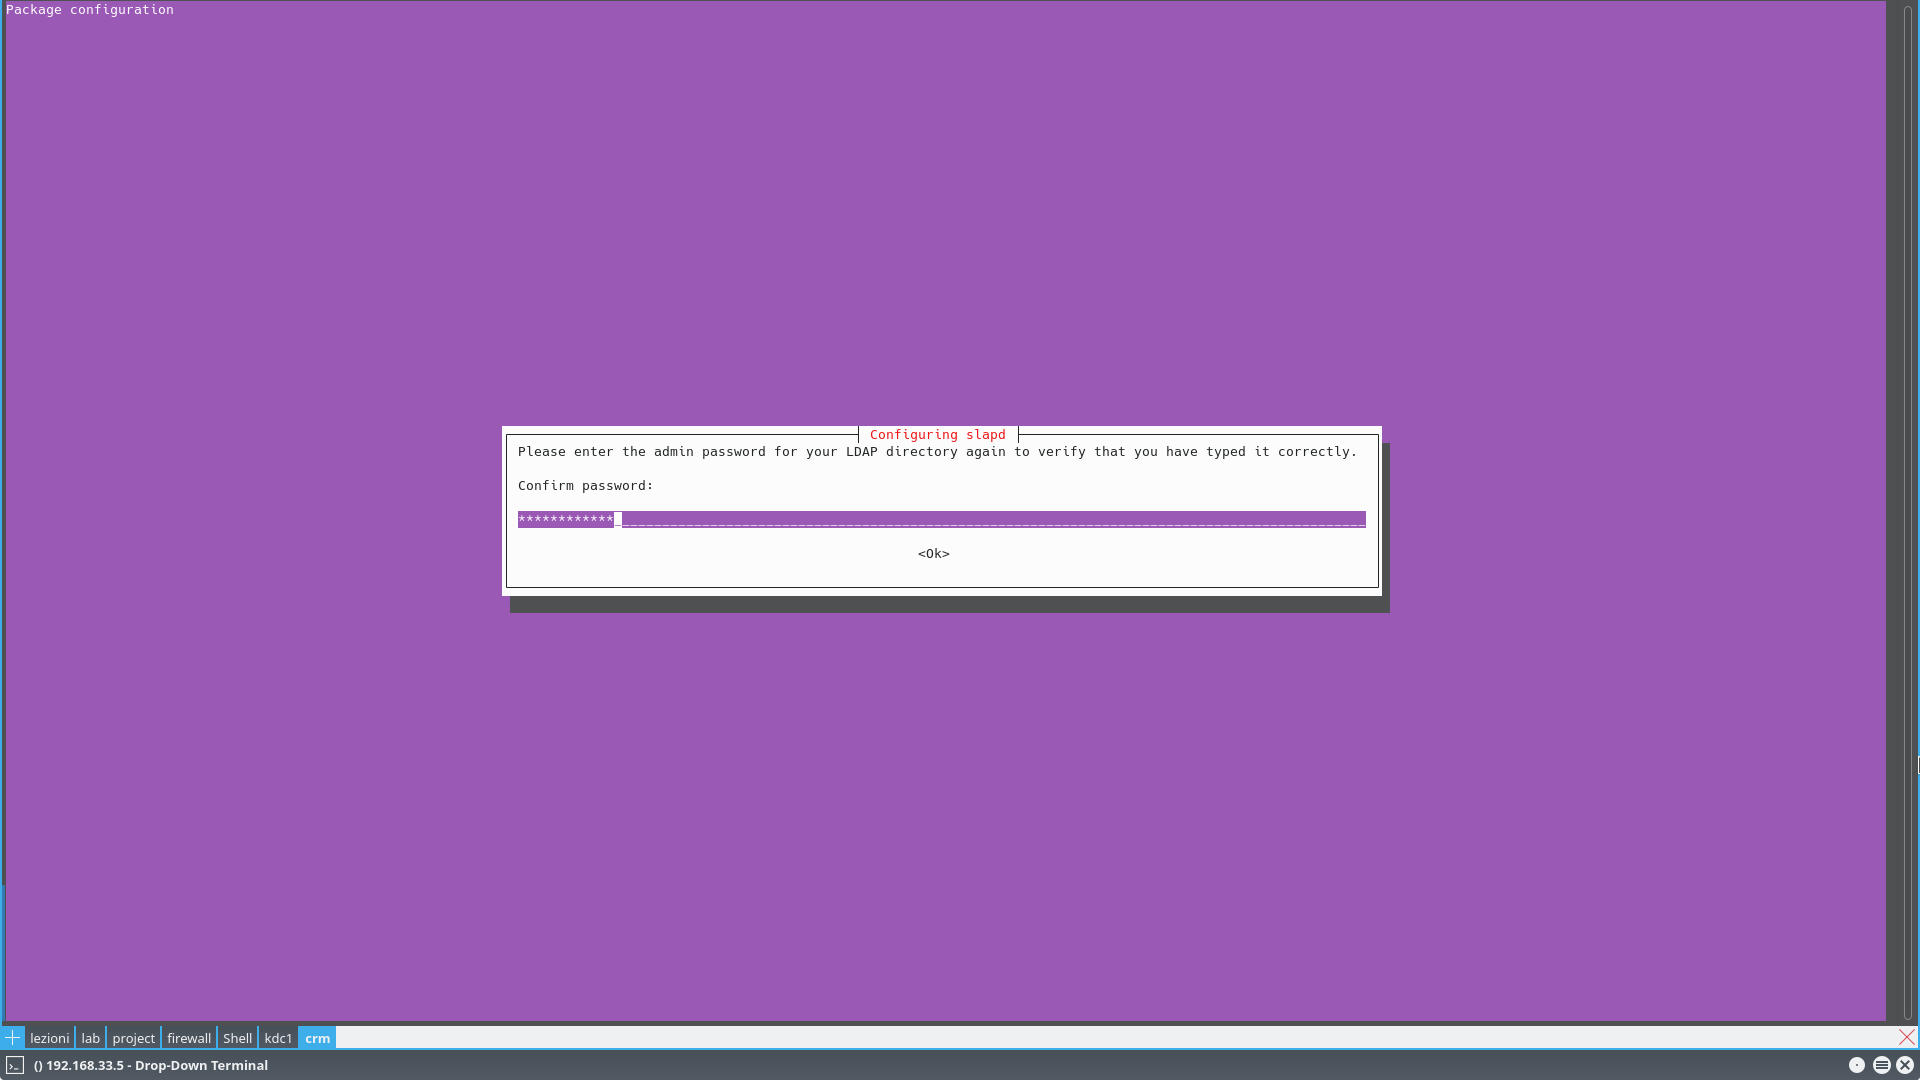 Package configuration
Configuring slapd
Please enter the admin password for your LDAP directory again to verify that you have typed it correctly.
Confirm password:
************
<Ok>
lezioni lab project firewall Shell kdc1 crm
() 192.168.33.5 - Drop-Down Terminal